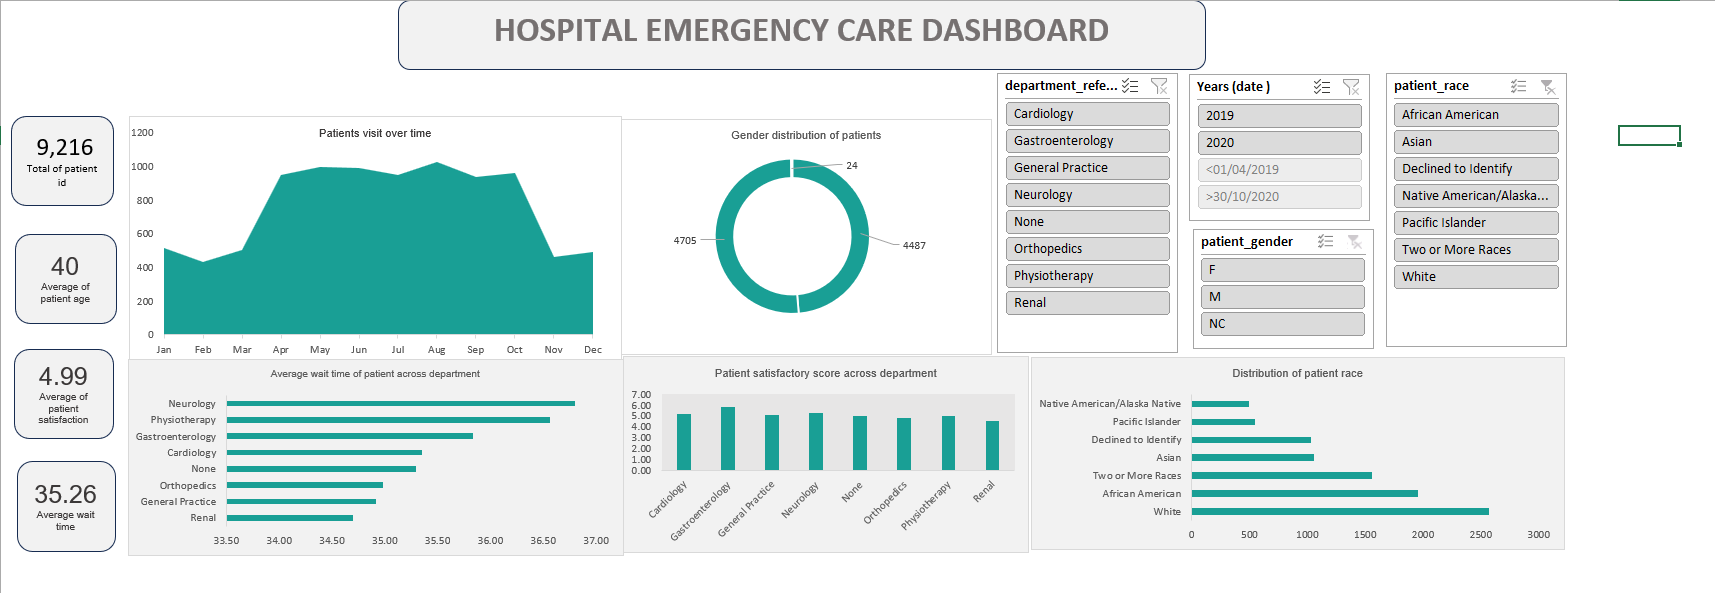 HOSPITAL EMERGENCY CARE DASHBOARD
9,216
Total of patient
id
40
Average of
patient age
4.99
Average of
patient
satisfaction
35.26
Average wait
time
Patients visit over time
1200
1000
800
600
400
200
0
Jan Feb Mar Apr May Jun Jul Aug Sep Oct Nov Dec
Gender distribution of patients
24
4705
4487
department_refe...
Cardiology
Gastroenterology
General Practice
Neurology
None
Orthopedics
Physiotherapy
Renal
Years (date )
2019
2020
<01/04/2019
>30/10/2020
patient_gender
F
M
NC
patient_race
African American
Asian
Declined to Identify
Native American/Alaska...
Pacific Islander
Two or More Races
White
Average wait time of patient across department
Neurology
Physiotherapy
Gastroenterology
Cardiology
None
Orthopedics
General Practice
Renal
33.50 34.00 34.50 35.00 35.50 36.00 36.50 37.00
Patient satisfactory score across department
7.00
6.00
5.00
4.00
3.00
2.00
1.00
0.00
Cardiology
Gastroenterology
General Practice
Neurology
None
Orthopedics
Physiotherapy
Renal
Distribution of patient race
Native American/Alaska Native
Pacific Islander
Declined to Identify
Asian
Two or More Races
African American
White
0 500 1000 1500 2000 2500 3000